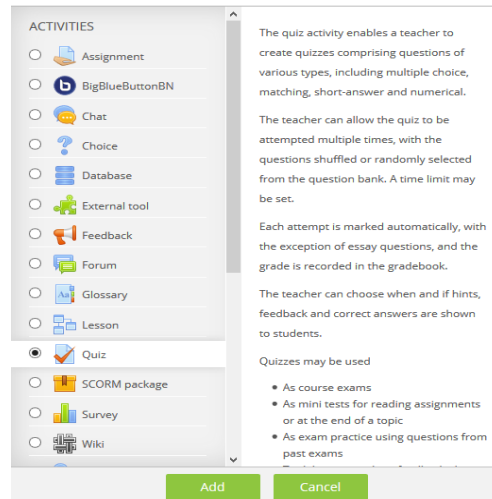 ACTIVITIES
Assignment
BigBlueButtonBN
Chat
Choice
Database
External tool
Feedback
Forum
Glossary
Lesson
Quiz
SCORM package
Survey
Wiki
The quiz activity enables a teacher to
create quizzes comprising questions of
various types, including multiple choice,
matching, short-answer and numerical.
The teacher can allow the quiz to be
attempted multiple times, with the
questions shuffled or randomly selected
from the question bank. A time limit may
be set.
Each attempt is marked automatically, with
the exception of essay questions, and the
grade is recorded in the gradebook.
The teacher can choose when and if hints,
feedback and correct answers are shown
to students.
Quizzes may be used
• As course exams
• As mini tests for reading assignments
or at the end of a topic
• As exam practice using questions from
past exams
Add
Cancel